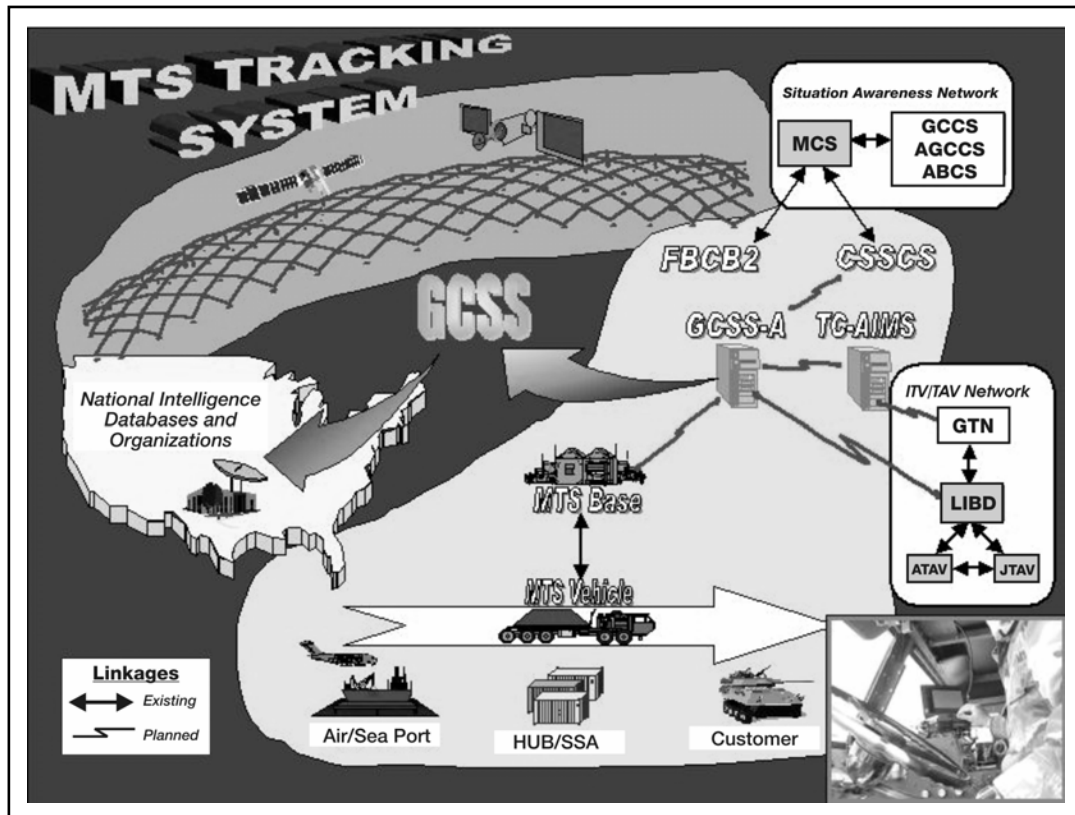 MTS TRACKING
SYSTEM
Situation Awareness Network
MCS
GCCS
AGCCS
ABCS
FBCB2
CSSCS
GCSS
GCSS-A
TC-AIMS
National Intelligence
Databases and
Organizations
ITV/TAV Network
GTN
LIBD
ATAV
JTAV
MTS Base
MTS Vehicle
Linkages
Existing
Planned
Air/Sea Port
HUB/SSA
Customer